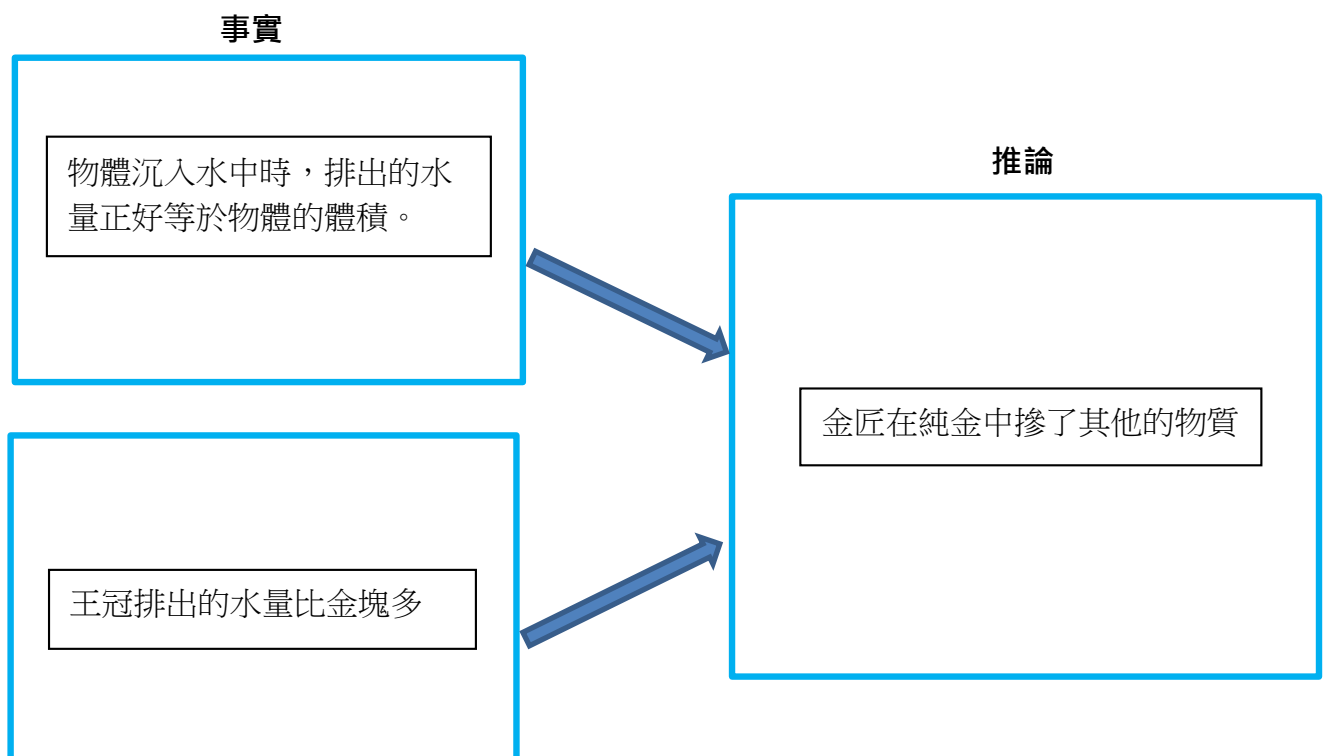 事實
物體沉入水中時，排出的水
量正好等於物體的體積。
王冠排出的水量比金塊多
推論
金匠在純金中摻了其他的物質